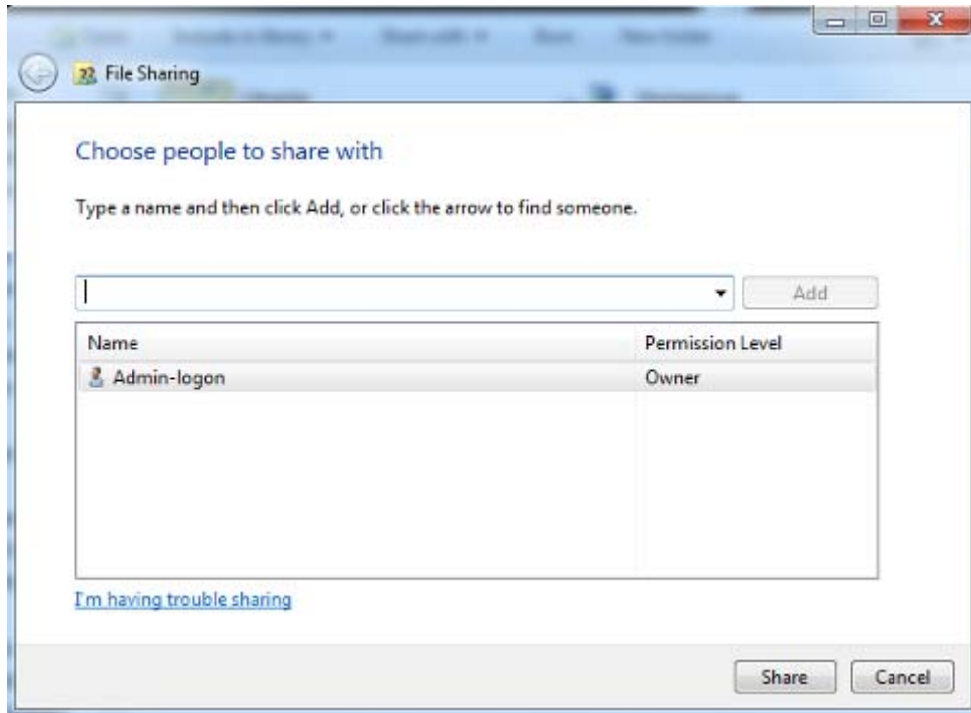 File Sharing
Choose people to share with
Type a name and then click Add, or click the arrow to find someone.
Add
Name Permission Level
Admin-logon Owner
I'm having trouble sharing
Share Cancel